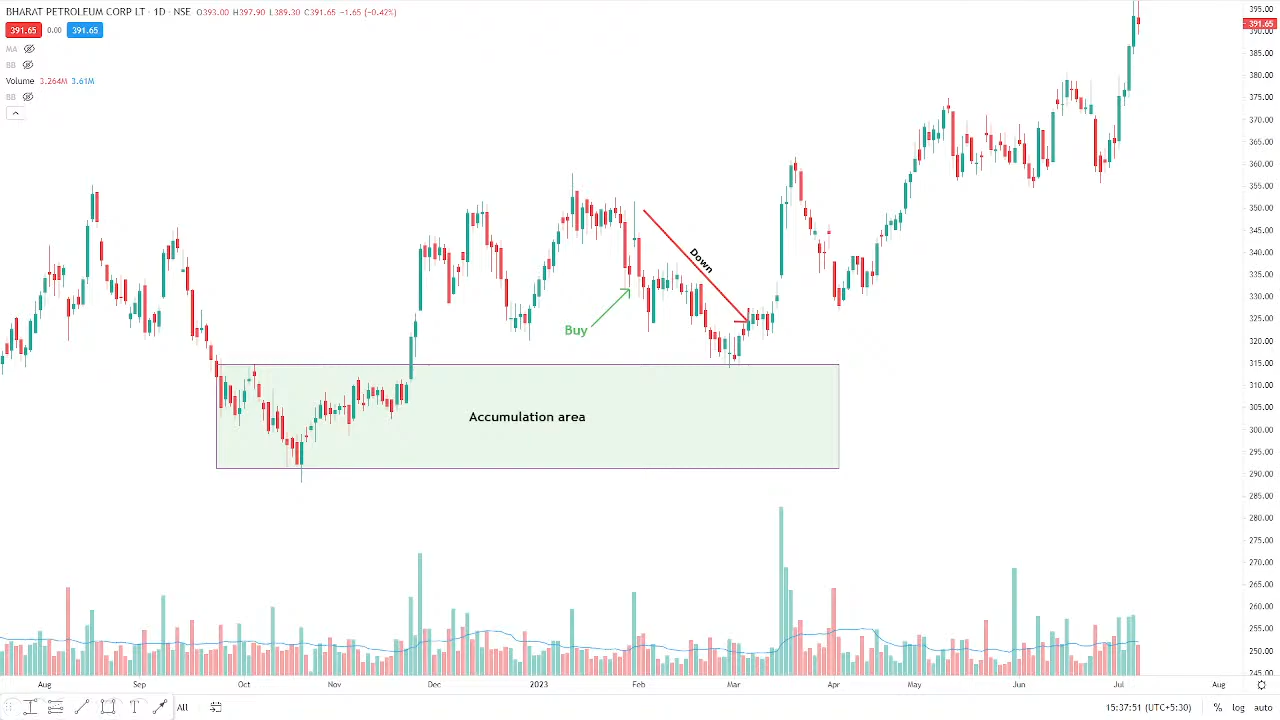 BHARAT PETROLEUM CORP LT · 1D · NSE O393.00 H397.90 L389.30 C391.65 −1.65 (−0.42%)
391.65 0.00 391.65
MA
BB
Volume 3.264M 3.61M
BB
395.00
391.65
390.00
385.00
380.00
375.00
370.00
365.00
360.00
355.00
350.00
345.00
340.00
335.00
330.00
325.00
320.00
315.00
310.00
305.00
300.00
295.00
290.00
285.00
280.00
275.00
270.00
265.00
260.00
255.00
250.00
245.00
Down
Buy
Accumulation area
Aug Sep Oct Nov Dec 2023 Feb Mar Apr May Jun Jul Aug
All 15:37:51 (UTC+5:30) % log auto